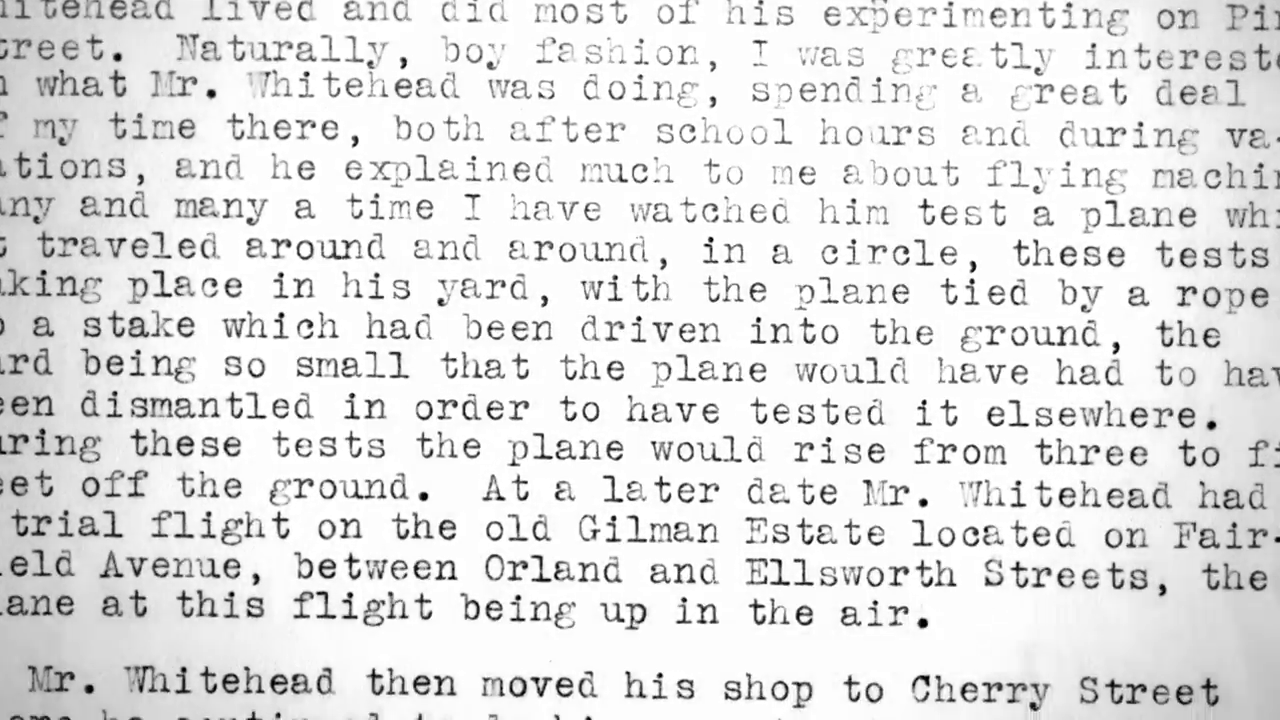 itehead lived and did most of his experimenting on Pin
treet. Naturally, boy fashion, I was greatly intereste
n what Mr. Whitehead was doing, spending a great deal
f my time there, both after school hours and during va-
ations, and he explained much to me about flying machin
any and many a time I have watched him test a plane whi
t traveled around and around, in a circle, these tests
aking place in his yard, with the plane tied by a rope
o a stake which had been driven into the ground, the
ard being so small that the plane would have had to hav
een dismantled in order to have tested it elsewhere.
uring these tests the plane would rise from three to fi
eet off the ground. At a later date Mr. Whitehead had
trial flight on the old Gilman Estate located on Fair-
ield Avenue, between Orland and Ellsworth Streets, the
lane at this flight being up in the air.
Mr. Whitehead then moved his shop to Cherry Street